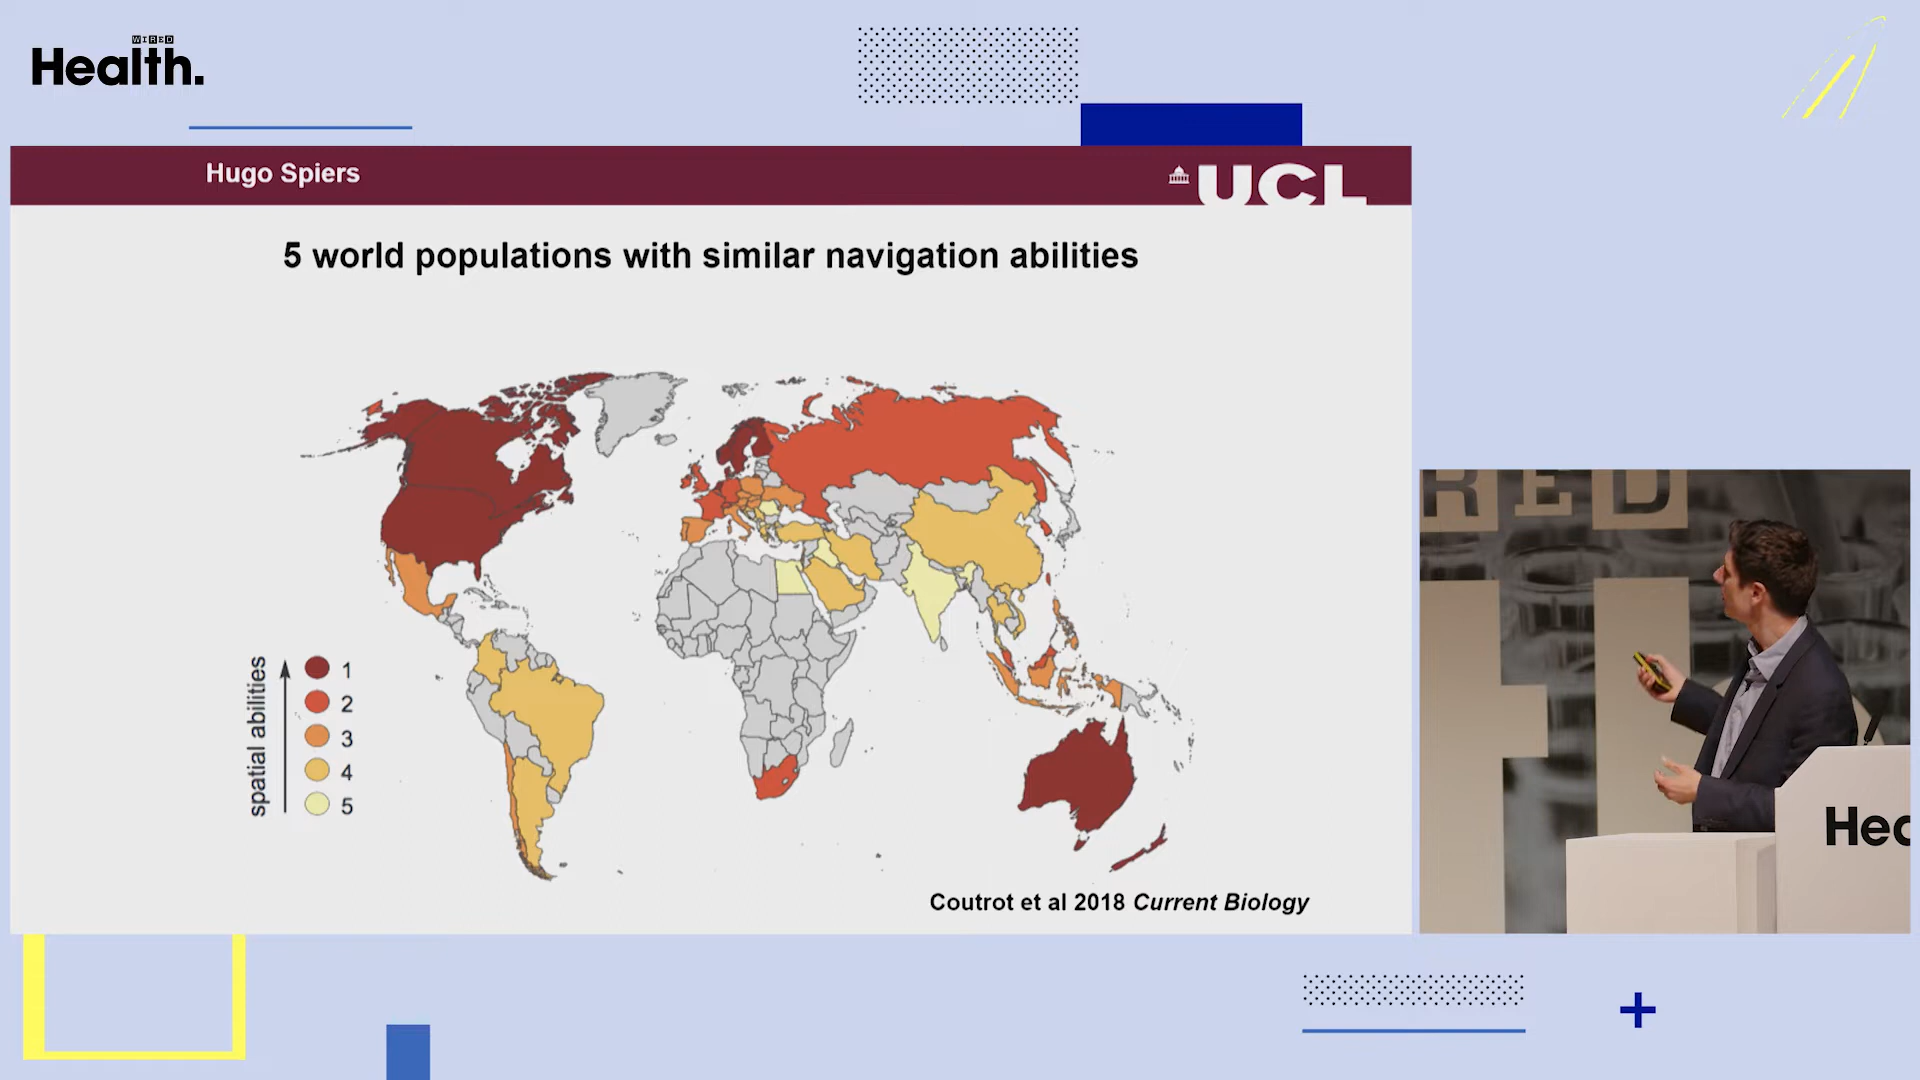 WIRED
Health.
Hugo Spiers
UCL
5 world populations with similar navigation abilities
spatial abilities
1
2
3
4
5
Coutrot et al 2018 Current Biology
RED
Hea